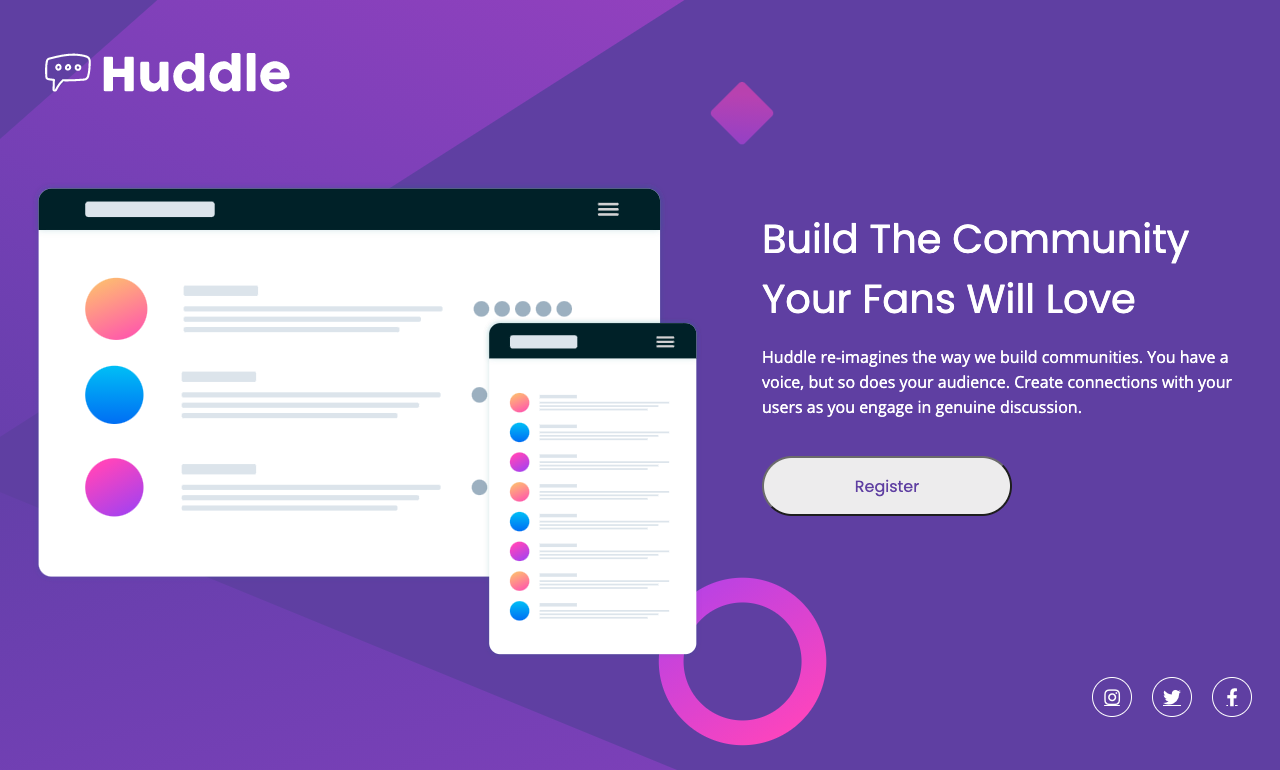 Huddle
Build The Community
Your Fans Will Love
Huddle re-imagines the way we build communities. You have a
voice, but so does your audience. Create connections with your
users as you engage in genuine discussion.
Register